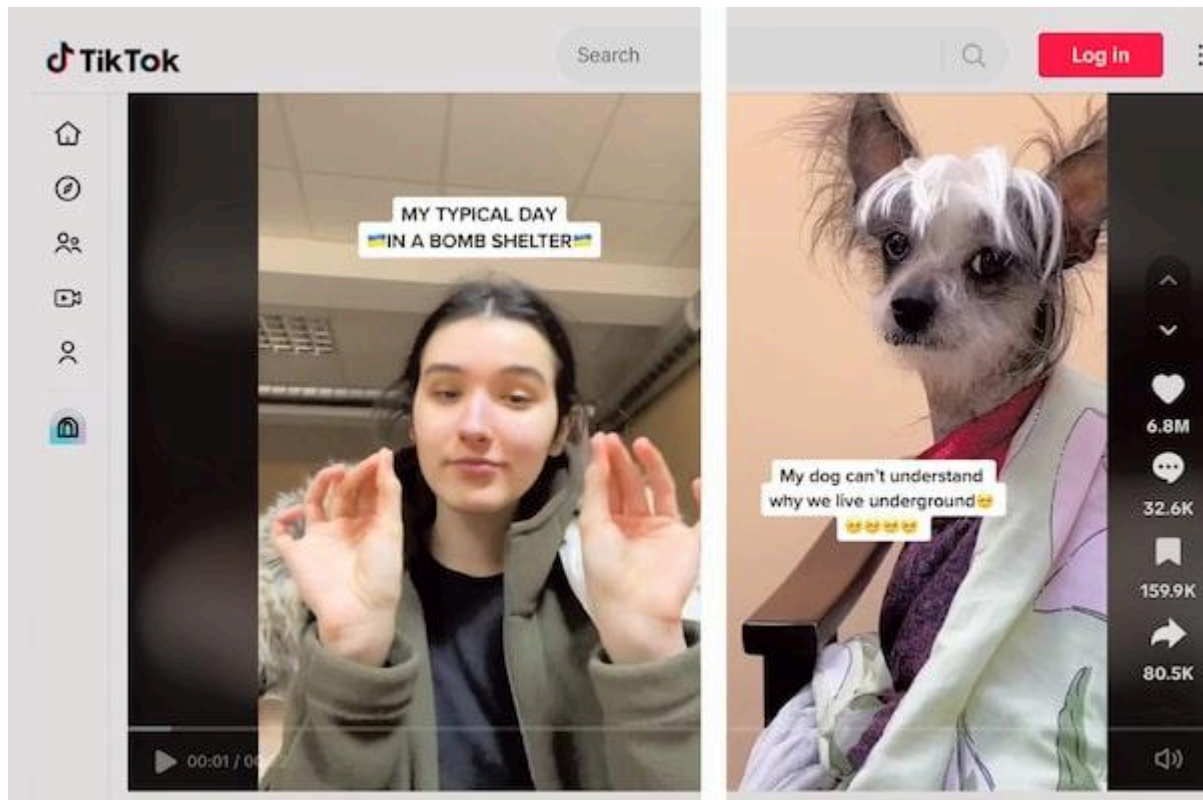 TikTok
Search
Log in
MY TYPICAL DAY
🇺🇦IN A BOMB SHELTER🇺🇦
My dog can't understand
why we live underground🥺
🥺🥺🥺🥺
6.8M
32.6K
159.9K
80.5K
00:01 /